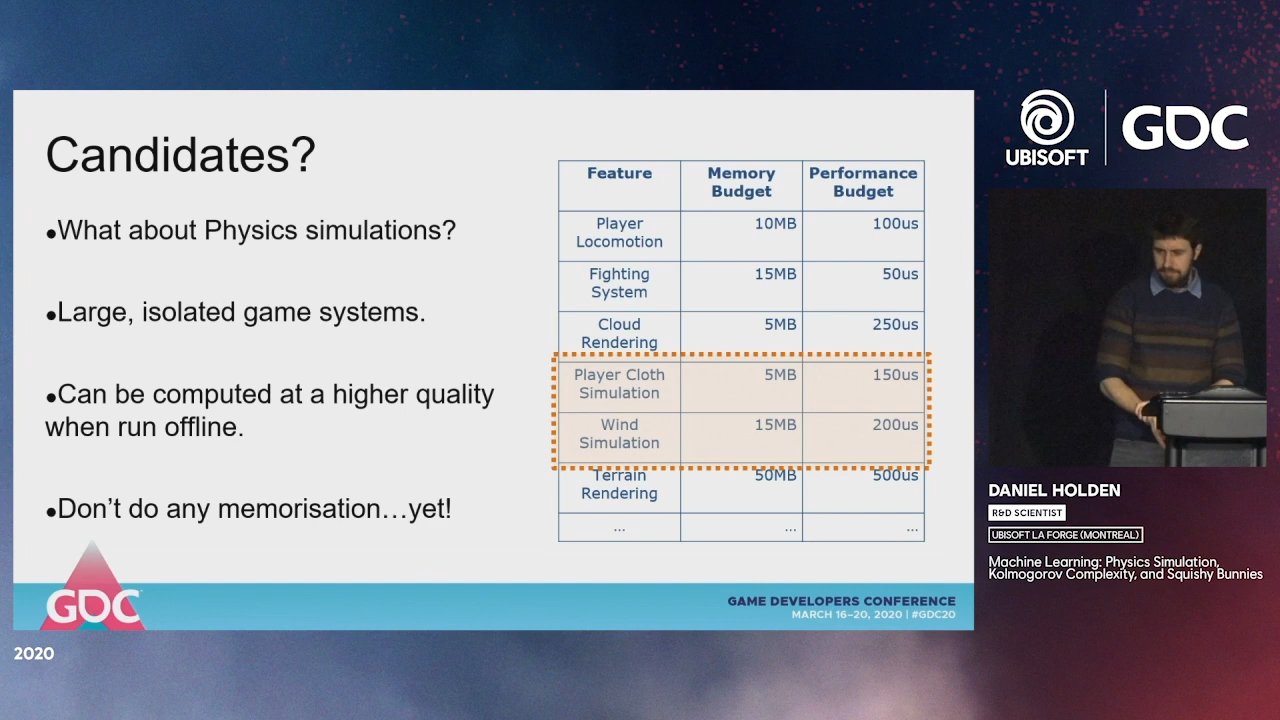 Candidates?
●What about Physics simulations?
●Large, isolated game systems.
●Can be computed at a higher quality
when run offline.
●Don’t do any memorisation…yet!
Feature Memory Budget Performance Budget
Player Locomotion 10MB 100us
Fighting System 15MB 50us
Cloud Rendering 5MB 250us
Player Cloth Simulation 5MB 150us
Wind Simulation 15MB 200us
Terrain Rendering 50MB 500us
... ... ...
GDC
GAME DEVELOPERS CONFERENCE
MARCH 16–20, 2020 | #GDC20
2020
UBISOFT
GDC
DANIEL HOLDEN
R&D SCIENTIST
UBISOFT LA FORGE (MONTREAL)
Machine Learning: Physics Simulation,
Kolmogorov Complexity, and Squishy Bunnies